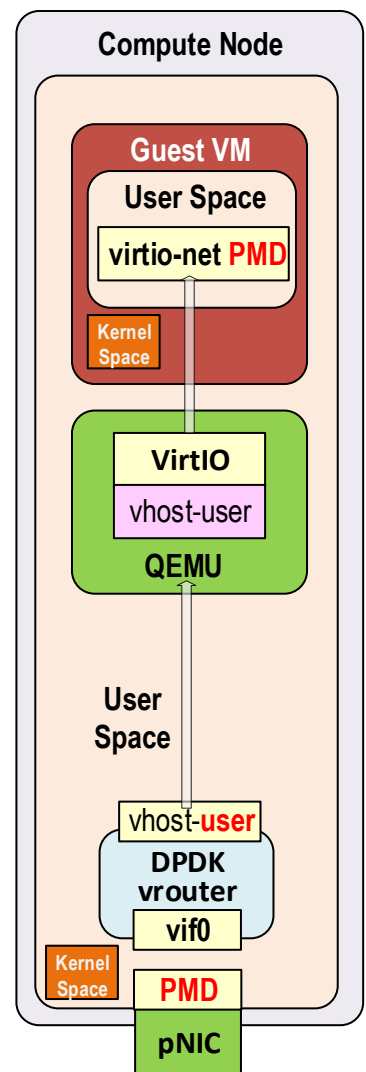 Compute Node
Guest VM
User Space
virtio-net PMD
Kernel
Space
VirtIO
vhost-user
QEMU
User
Space
vhost-user
DPDK
vrouter
vif0
Kernel
Space
PMD
pNIC